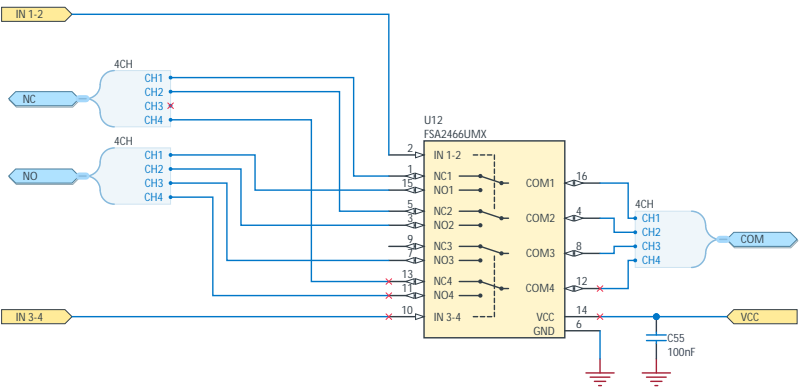 IN 1-2
4CH
CH1
CH2
CH3
CH4
NC
4CH
CH1
CH2
CH3
CH4
NO
IN 3-4
U12
FSA2466UMX
2
IN 1-2
1
NC1
15
NO1
5
NC2
3
NO2
9
NC3
7
NO3
13
NC4
11
NO4
10
IN 3-4
COM1
16
COM2
4
COM3
8
COM4
12
VCC
14
GND
6
4CH
CH1
CH2
CH3
CH4
COM
VCC
C55
100nF